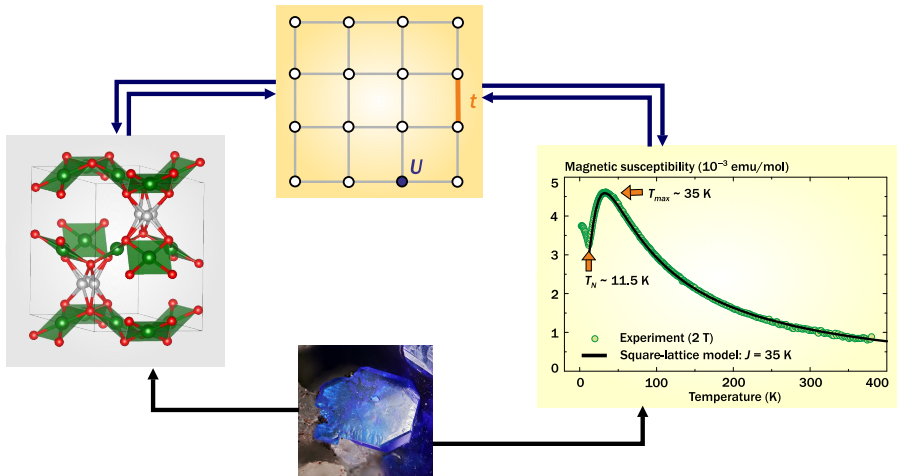 t
U
Magnetic susceptibility (10⁻³ emu/mol)
5
4
3
2
1
0
T_max ~ 35 K
T_N ~ 11.5 K
Experiment (2 T)
Square-lattice model: J = 35 K
0
100
200
300
400
Temperature (K)